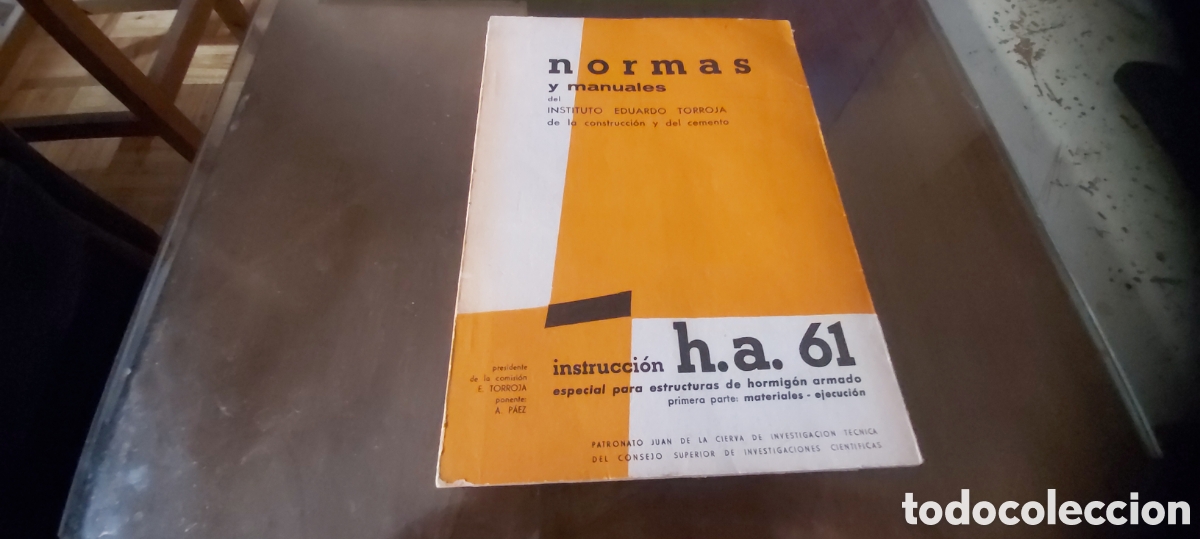 normas
y manuales
del
INSTITUTO EDUARDO TORROJA
de la construcción y del cemento
instrucción h.a. 61
especial para estructuras de hormigón armado
primera parte: materiales - ejecución
presidente
de la comisión
E. TORROJA
ponente:
A. PÁEZ
PATRONATO JUAN DE LA CIERVA DE INVESTIGACION TECNICA
DEL CONSEJO SUPERIOR DE INVESTIGACIONES CIENTIFICAS
todocoleccion